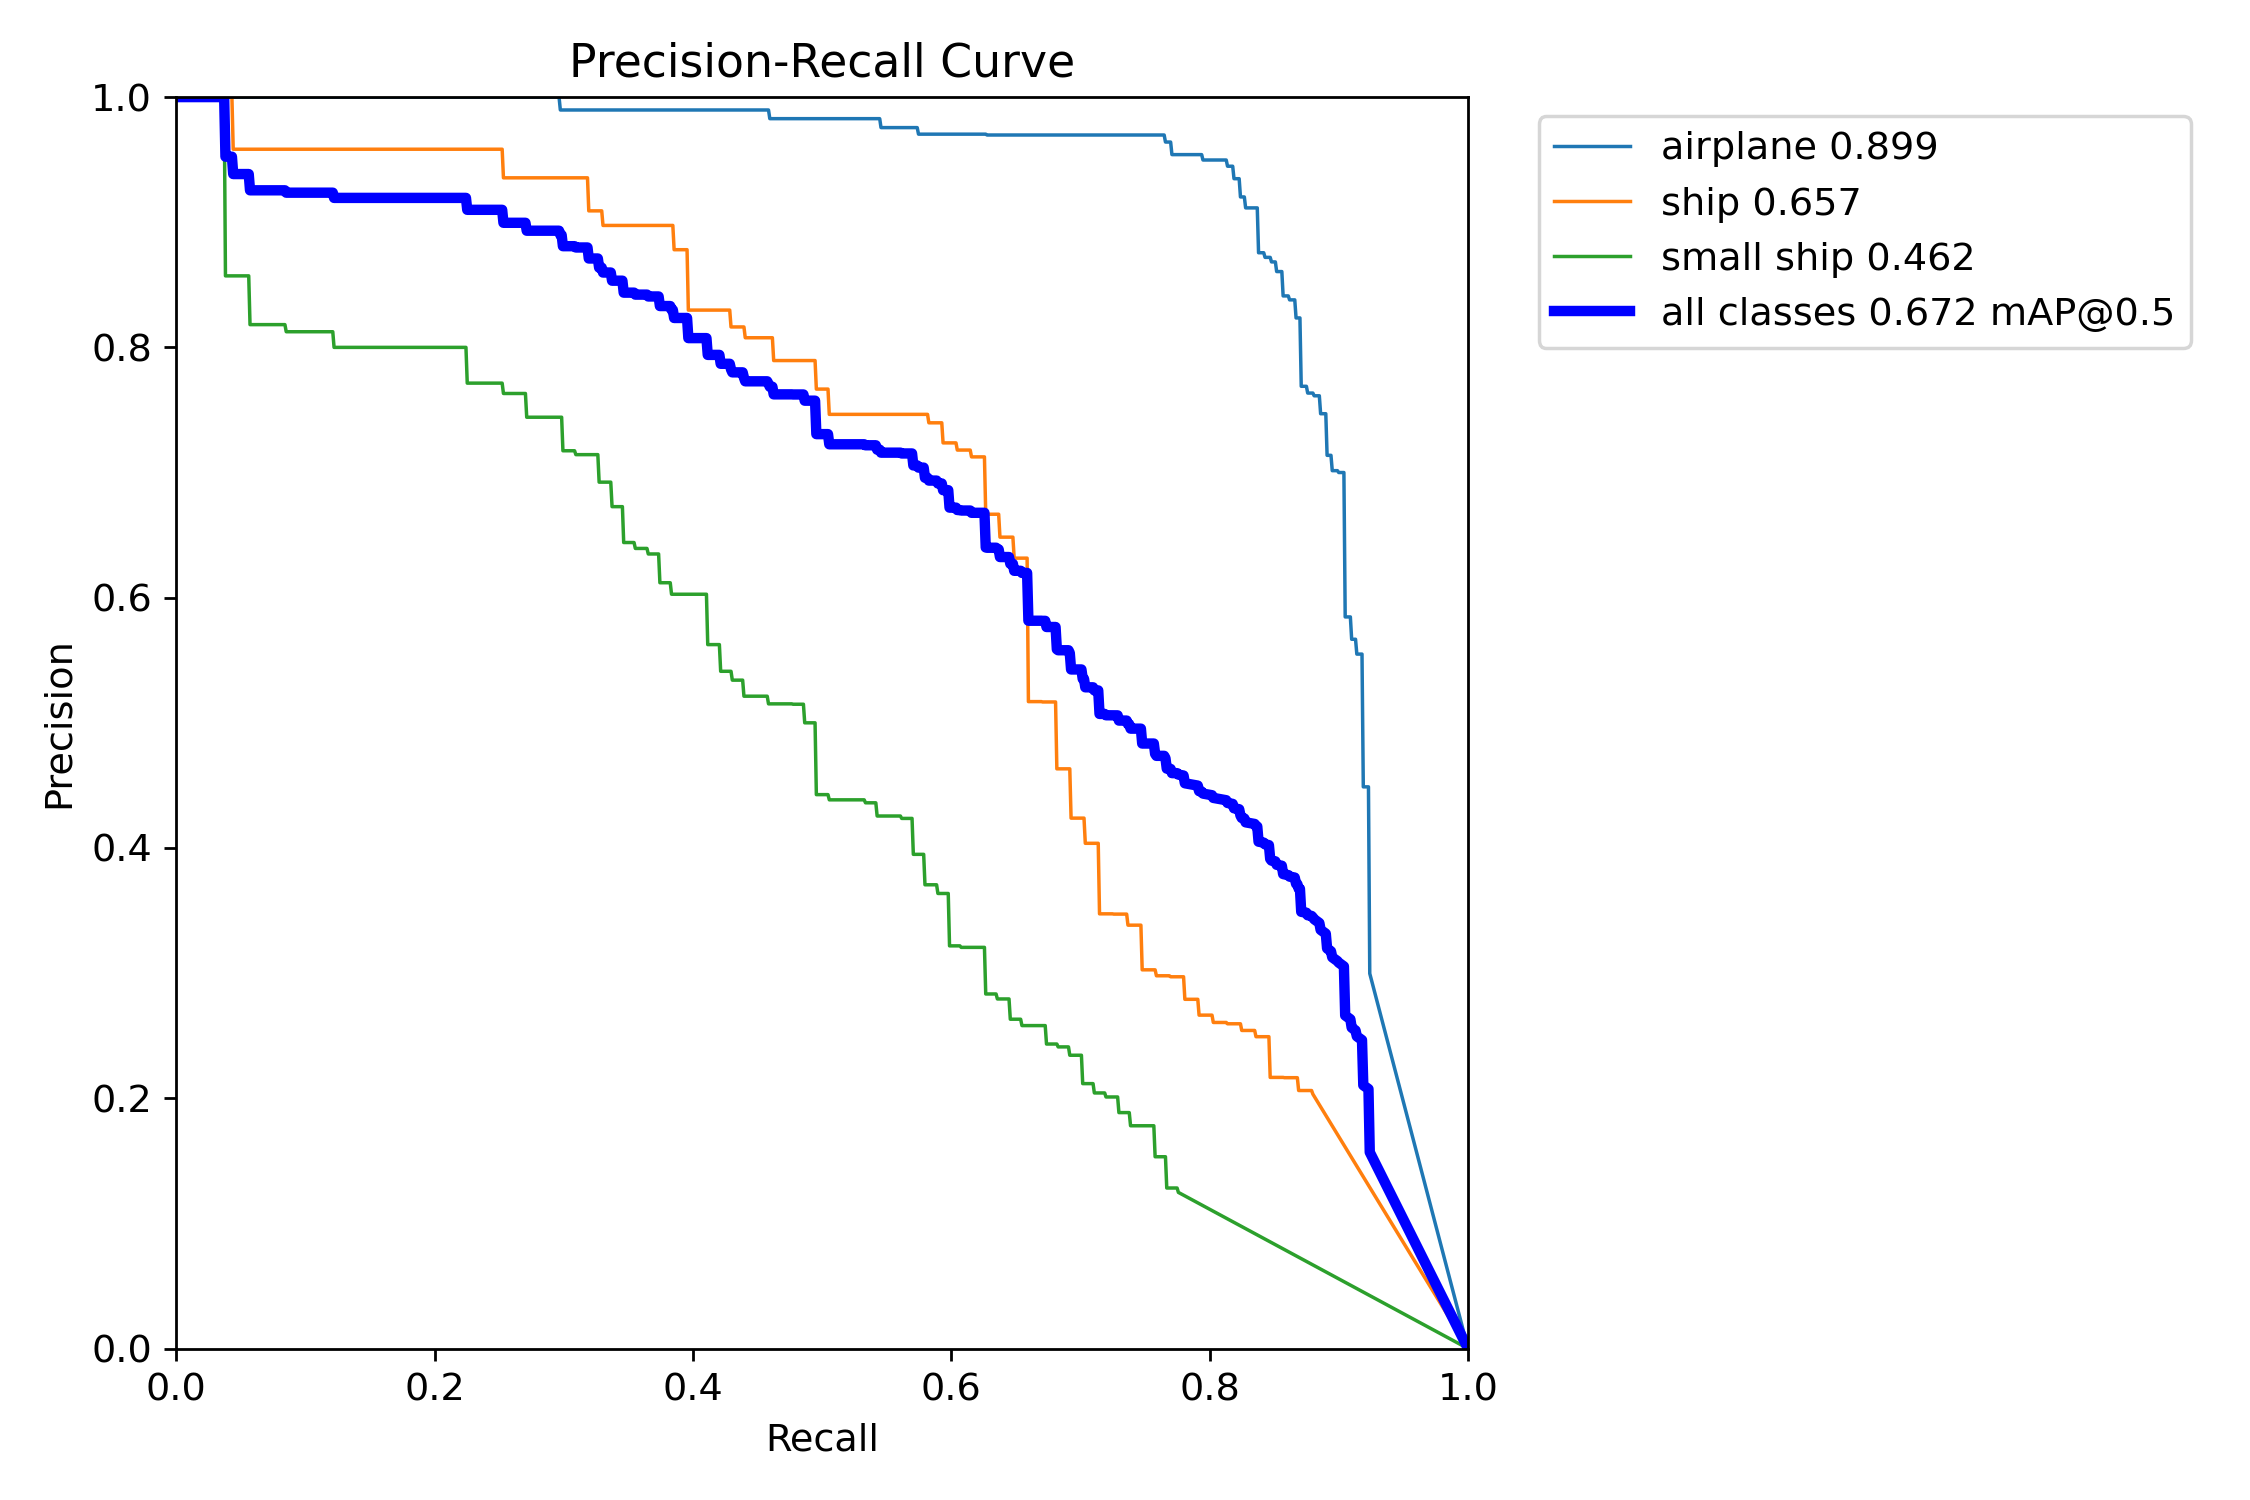 Precision-Recall Curve
airplane 0.899
ship 0.657
small ship 0.462
all classes 0.672 mAP@0.5
Precision
1.0
0.8
0.6
0.4
0.2
0.0
0.0 0.2 0.4 0.6 0.8 1.0
Recall